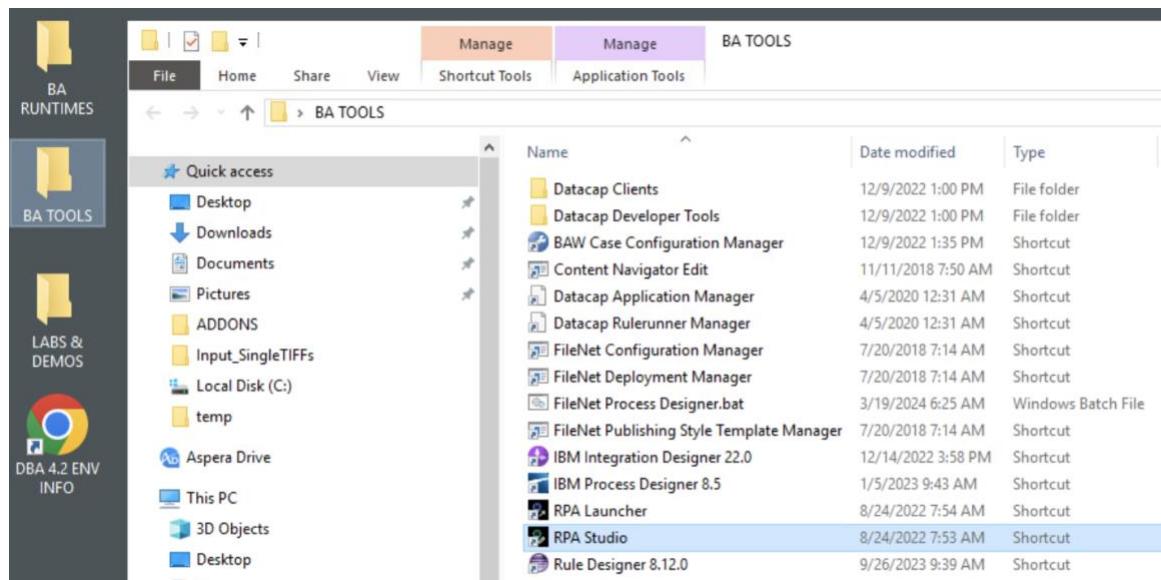 BA
RUNTIMES
BA TOOLS
LABS &
DEMOS
DBA 4.2 ENV
INFO
Manage Manage BA TOOLS
File Home Share View Shortcut Tools Application Tools
› BA TOOLS
Quick access
Desktop
Downloads
Documents
Pictures
ADDONS
Input_SingleTIFFs
Local Disk (C:)
temp
Aspera Drive
This PC
3D Objects
Desktop
Name Date modified Type
Datacap Clients 12/9/2022 1:00 PM File folder
Datacap Developer Tools 12/9/2022 1:00 PM File folder
BAW Case Configuration Manager 12/9/2022 1:35 PM Shortcut
Content Navigator Edit 11/11/2018 7:50 AM Shortcut
Datacap Application Manager 4/5/2020 12:31 AM Shortcut
Datacap Rulerunner Manager 4/5/2020 12:31 AM Shortcut
FileNet Configuration Manager 7/20/2018 7:14 AM Shortcut
FileNet Deployment Manager 7/20/2018 7:14 AM Shortcut
FileNet Process Designer.bat 3/19/2024 6:25 AM Windows Batch File
FileNet Publishing Style Template Manager 7/20/2018 7:14 AM Shortcut
IBM Integration Designer 22.0 12/14/2022 3:58 PM Shortcut
IBM Process Designer 8.5 1/5/2023 9:43 AM Shortcut
RPA Launcher 8/24/2022 7:54 AM Shortcut
RPA Studio 8/24/2022 7:53 AM Shortcut
Rule Designer 8.12.0 9/26/2023 9:39 AM Shortcut